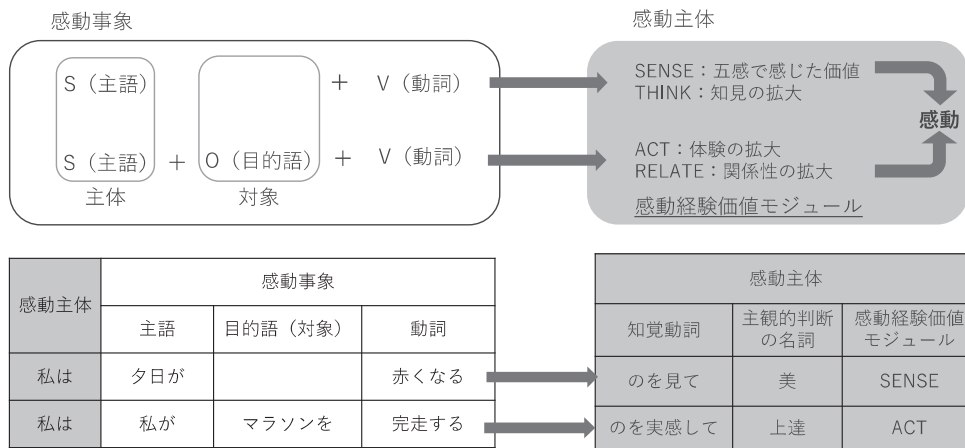 感動事象
S（主語） + V（動詞）
S（主語） + O（目的語） + V（動詞）
主体 対象
感動主体
SENSE：五感で感じた価値
THINK：知見の拡大
感動
ACT：体験の拡大
RELATE：関係性の拡大
感動経験価値モジュール
感動主体 感動事象
主語 目的語（対象） 動詞
私は 夕日が 赤くなる
私は 私が マラソンを 完走する
感動主体
知覚動詞 主観的判断の名詞 感動経験価値モジュール
のを見て 美 SENSE
のを実感して 上達 ACT